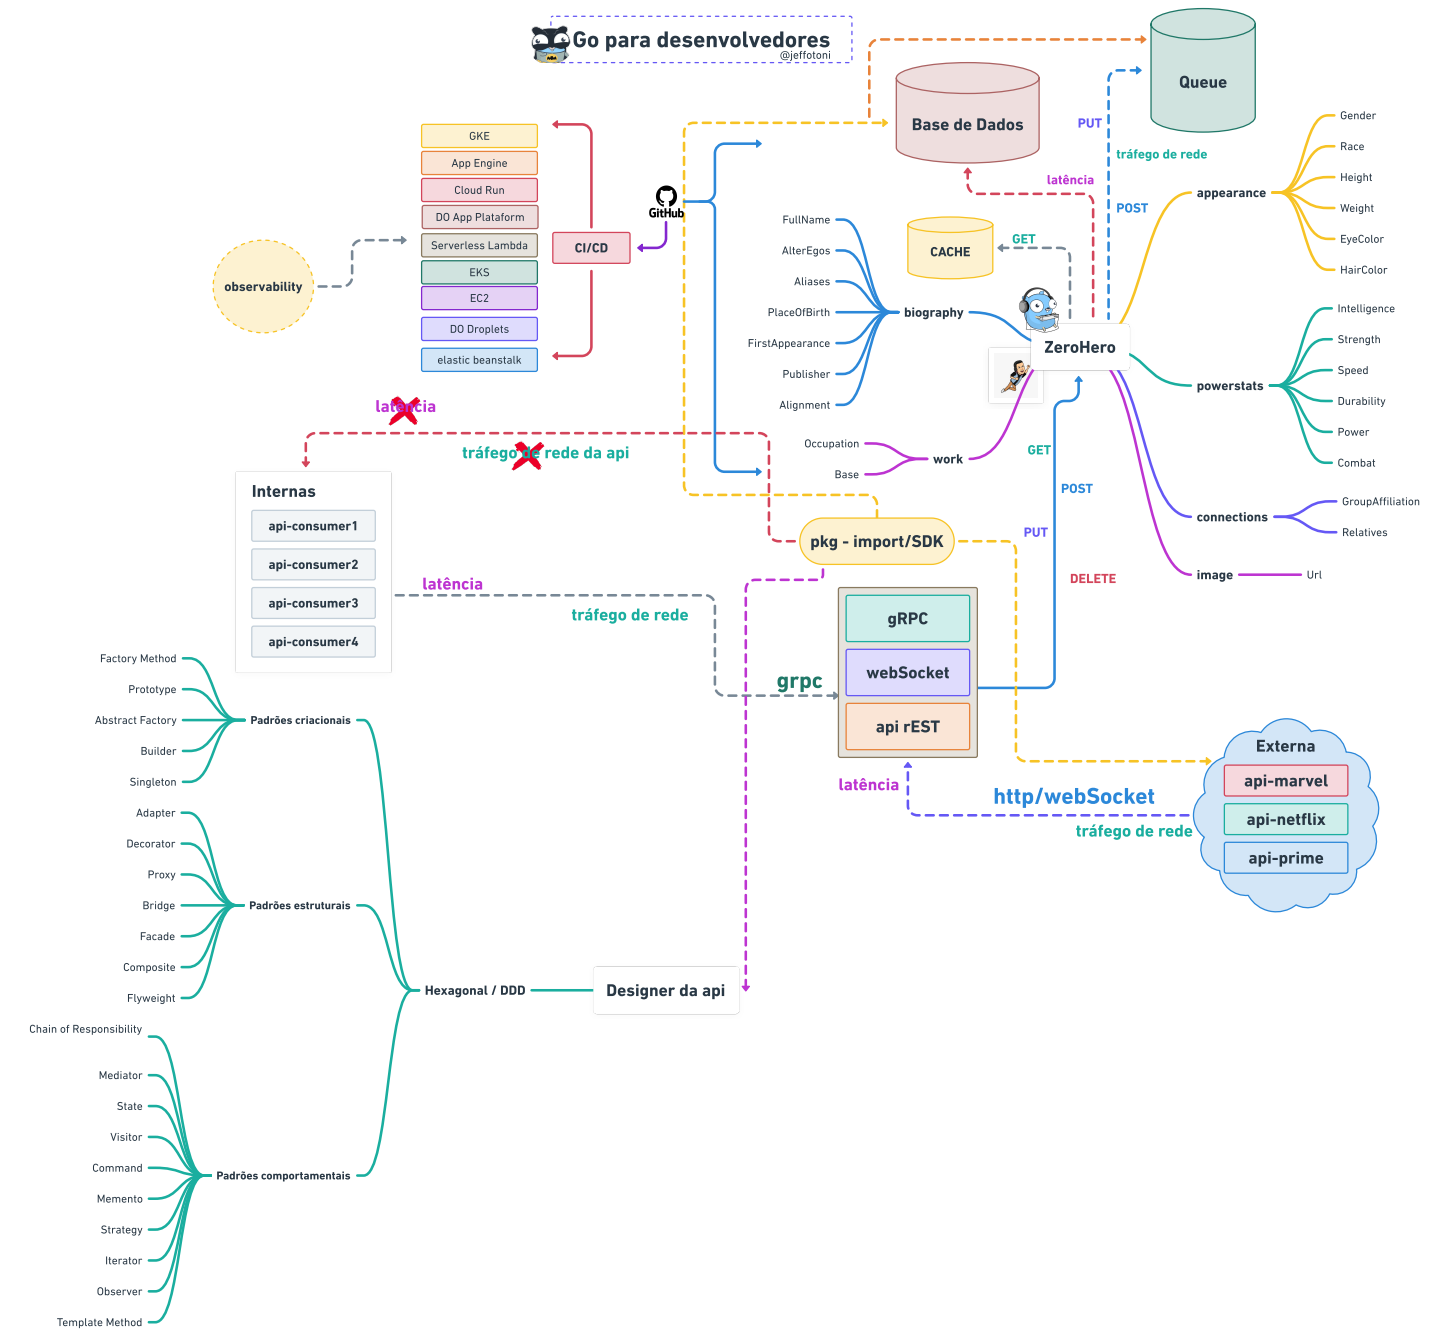 Go para desenvolvedores
@jeffotoni
Queue
Base de Dados
PUT
tráfego de rede
latência
POST
GKE
App Engine
Cloud Run
DO App Plataform
Serverless Lambda
EKS
EC2
DO Droplets
elastic beanstalk
CI/CD
GitHub
observability
CACHE
GET
FullName
AlterEgos
Aliases
PlaceOfBirth
FirstAppearance
Publisher
Alignment
biography
Occupation
Base
work
ZeroHero
appearance
Gender
Race
Height
Weight
EyeColor
HairColor
powerstats
Intelligence
Strength
Speed
Durability
Power
Combat
connections
GroupAffiliation
Relatives
image
Url
GET
POST
PUT
DELETE
latência
tráfego de rede da api
Internas
api-consumer1
api-consumer2
api-consumer3
api-consumer4
latência
tráfego de rede
grpc
pkg - import/SDK
gRPC
webSocket
api rEST
latência
http/webSocket
tráfego de rede
Externa
api-marvel
api-netflix
api-prime
Factory Method
Prototype
Abstract Factory
Builder
Singleton
Padrões criacionais
Adapter
Decorator
Proxy
Bridge
Facade
Composite
Flyweight
Padrões estruturais
Hexagonal / DDD
Designer da api
Chain of Responsibility
Mediator
State
Visitor
Command
Memento
Strategy
Iterator
Observer
Template Method
Padrões comportamentais